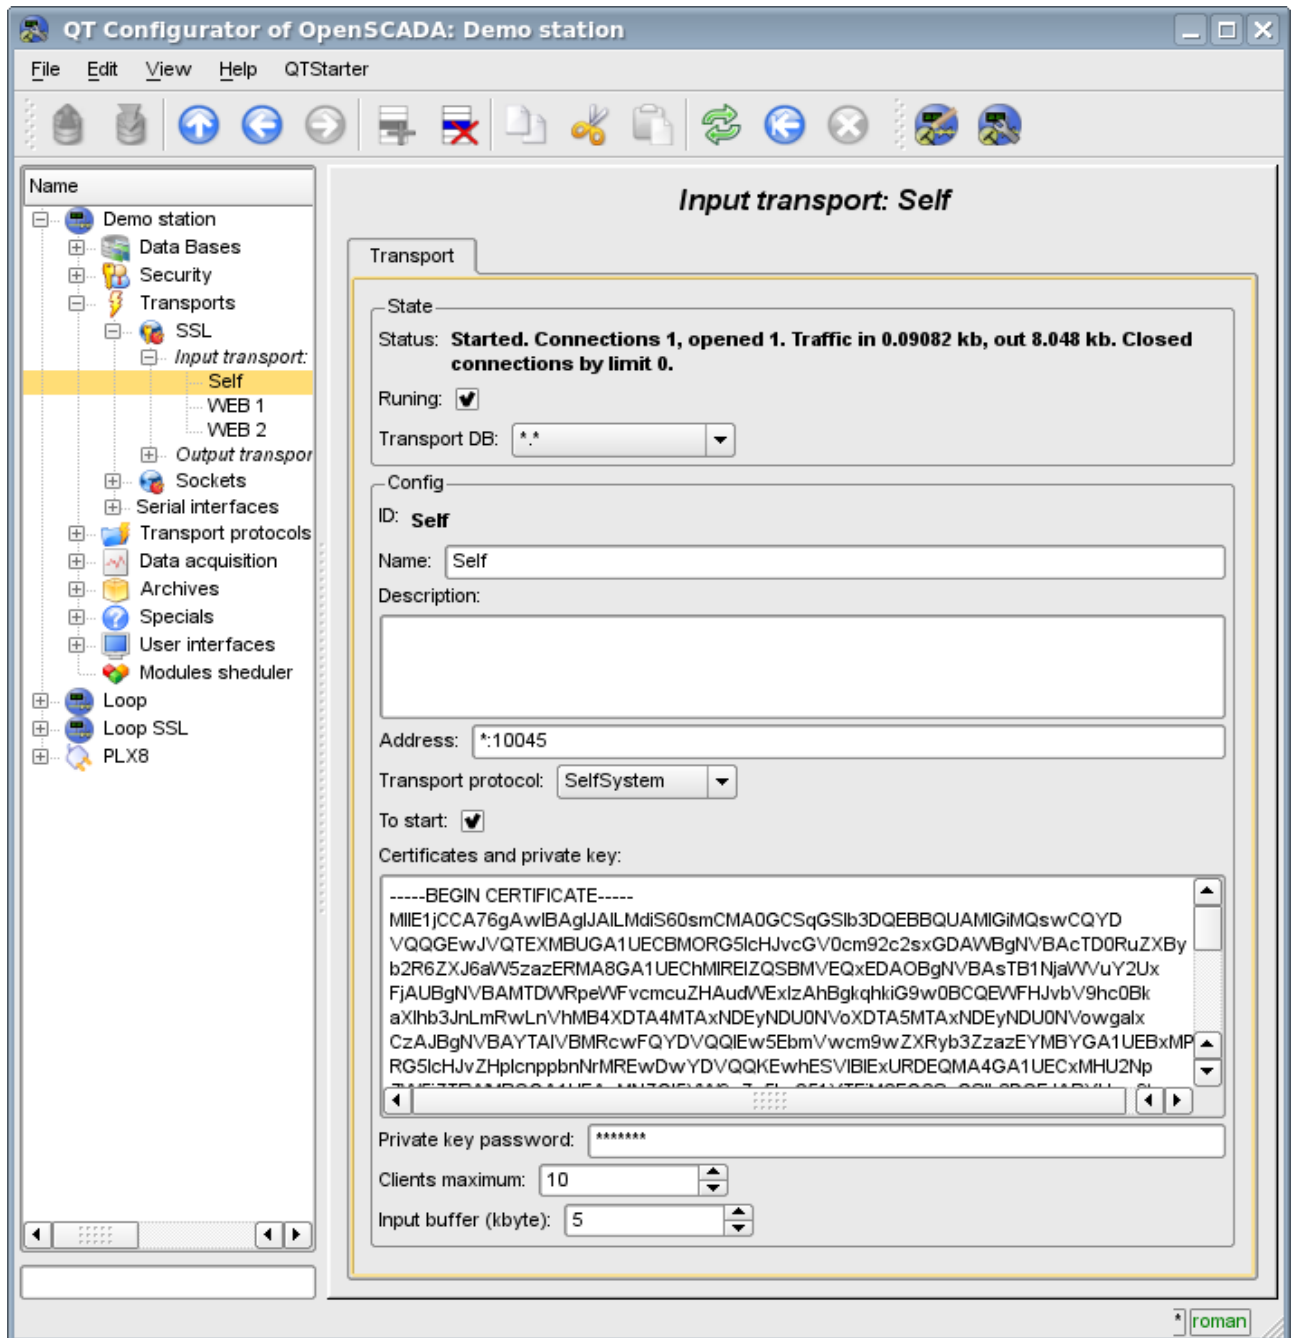 QT Configurator of OpenSCADA: Demo station
File Edit View Help QTStarter
Name
Demo station
Data Bases
Security
Transports
SSL
Input transport:
Self
WEB 1
WEB 2
Output transpor
Sockets
Serial interfaces
Transport protocols
Data acquisition
Archives
Specials
User interfaces
Modules sheduler
Loop
Loop SSL
PLX8
Input transport: Self
Transport
State
Status: Started. Connections 1, opened 1. Traffic in 0.09082 kb, out 8.048 kb. Closed
connections by limit 0.
Runing:
Transport DB: *.*
Config
ID: Self
Name: Self
Description:
Address: *:10045
Transport protocol: SelfSystem
To start:
Certificates and private key:
-----BEGIN CERTIFICATE-----
MIIE1jCCA76gAwIBAgIJAILMdiS60smCMA0GCSqGSIb3DQEBBQUAMIGiMQswCQYD
VQQGEwJVQTEXMBUGA1UECBMORG5lcHJvcGV0cm92c2sxGDAWBgNVBAcTD0RuZXBy
b2R6ZXJ6aW5zazERMA8GA1UEChMIRElZQSBMVEQxEDAOBgNVBAsTB1NjaWVuY2Ux
FjAUBgNVBAMTDWRpeWFvcmcuZHAudWExIzAhBgkqhkiG9w0BCQEWFHJvbV9hc0Bk
aXlhb3JnLmRwLnVhMB4XDTA4MTAxNDEyNDU0NVoXDTA5MTAxNDEyNDU0NVowgaIx
CzAJBgNVBAYTAlVBMRcwFQYDVQQIEw5EbmVwcm9wZXRyb3ZzazEYMBYGA1UEBxMP
RG5lcHJvZHplcnppbnNrMREwDwYDVQQKEwhESVlBIExURDEQMA4GA1UECxMHU2Np
Private key password: *******
Clients maximum: 10
Input buffer (kbyte): 5
* roman